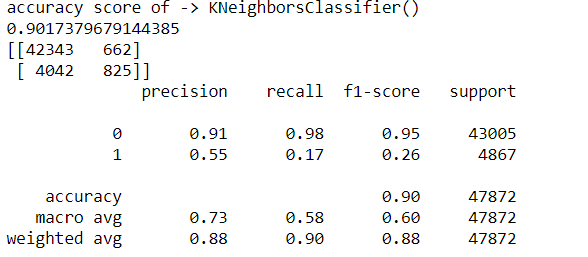 accuracy score of -> KNeighborsClassifier()
0.9017379679144385
[[42343   662]
 [ 4042   825]]
              precision    recall  f1-score   support

           0       0.91      0.98      0.95     43005
           1       0.55      0.17      0.26      4867

    accuracy                           0.90     47872
   macro avg       0.73      0.58      0.60     47872
weighted avg       0.88      0.90      0.88     47872